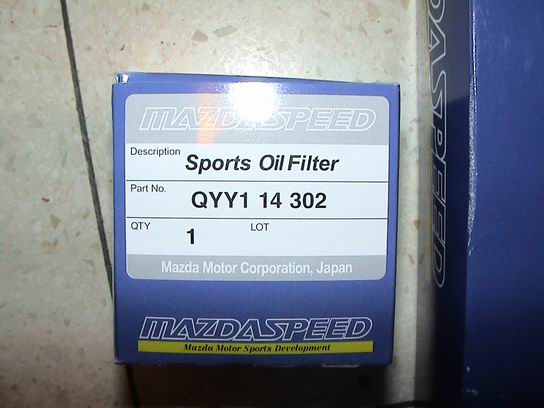 MAZDASPEED
Description Sports Oil Filter
Part No. QYY1 14 302
QTY 1 LOT
Mazda Motor Corporation, Japan
MAZDASPEED
Mazda Motor Sports Development
DASPEED